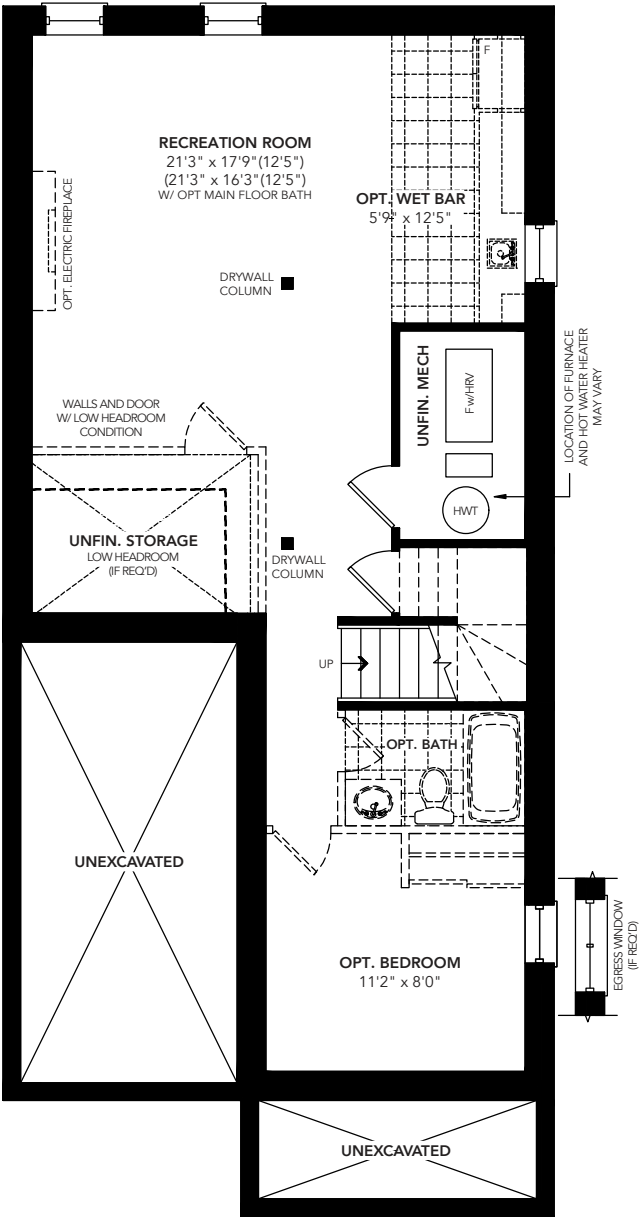 F
RECREATION ROOM
21'3" x 17'9"(12'5")
(21'3" x 16'3"(12'5")
W/ OPT MAIN FLOOR BATH
OPT. WET BAR
5'9" x 12'5"
OPT. ELECTRIC FIREPLACE
DRYWALL
COLUMN
UNFIN. MECH
F w/HRV
LOCATION OF FURNACE
AND HOT WATER HEATER
MAY VARY
WALLS AND DOOR
W/ LOW HEADROOM
CONDITION
HWT
UNFIN. STORAGE
LOW HEADROOM
(IF REQ'D)
DRYWALL
COLUMN
UP
OPT. BATH
UNEXCAVATED
OPT. BEDROOM
11'2" x 8'0"
EGRESS WINDOW
(IF REQ'D)
UNEXCAVATED